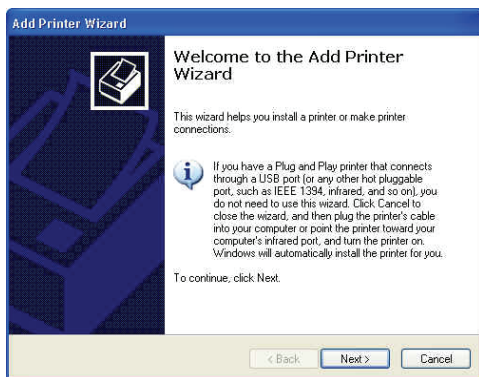 Add Printer Wizard
Welcome to the Add Printer
Wizard
This wizard helps you install a printer or make printer
connections.
If you have a Plug and Play printer that connects
through a USB port (or any other hot pluggable
port, such as IEEE 1394, infrared, and so on), you
do not need to use this wizard. Click Cancel to
close the wizard, and then plug the printer's cable
into your computer or point the printer toward your
computer's infrared port, and turn the printer on.
Windows will automatically install the printer for you.
To continue, click Next.
< Back
Next >
Cancel